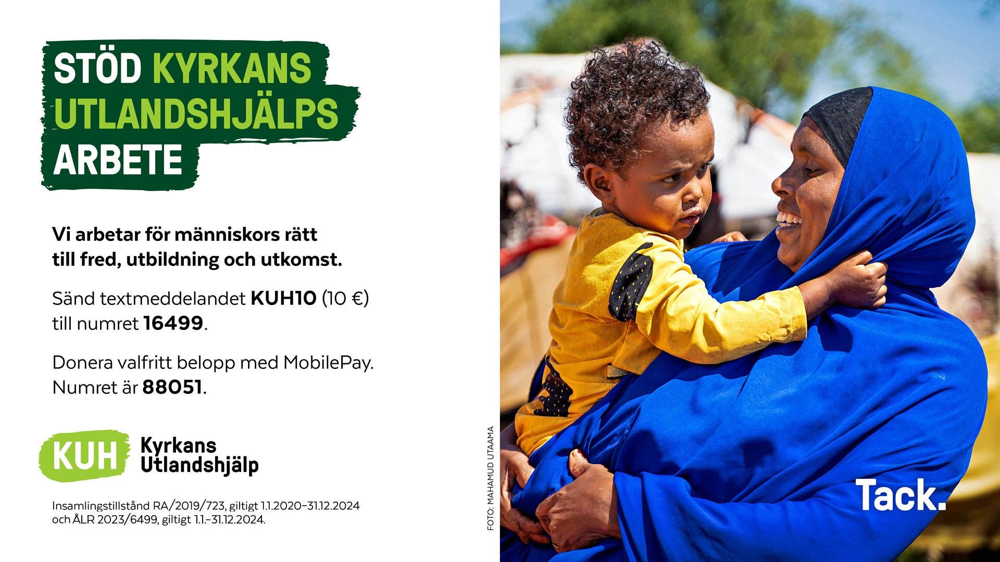 STÖD KYRKANS
UTLANDSHJÄLPS
ARBETE
Vi arbetar för människors rätt
till fred, utbildning och utkomst.
Sänd textmeddelandet KUH10 (10 €)
till numret 16499.
Donera valfritt belopp med MobilePay.
Numret är 88051.
KUH
Kyrkans
Utlandshjälp
Insamlingstillstånd RA/2019/723, giltigt 1.1.2020–31.12.2024
och ÅLR 2023/6499, giltigt 1.1.–31.12.2024.
FOTO: MAHAMUD UTAAMA
Tack.